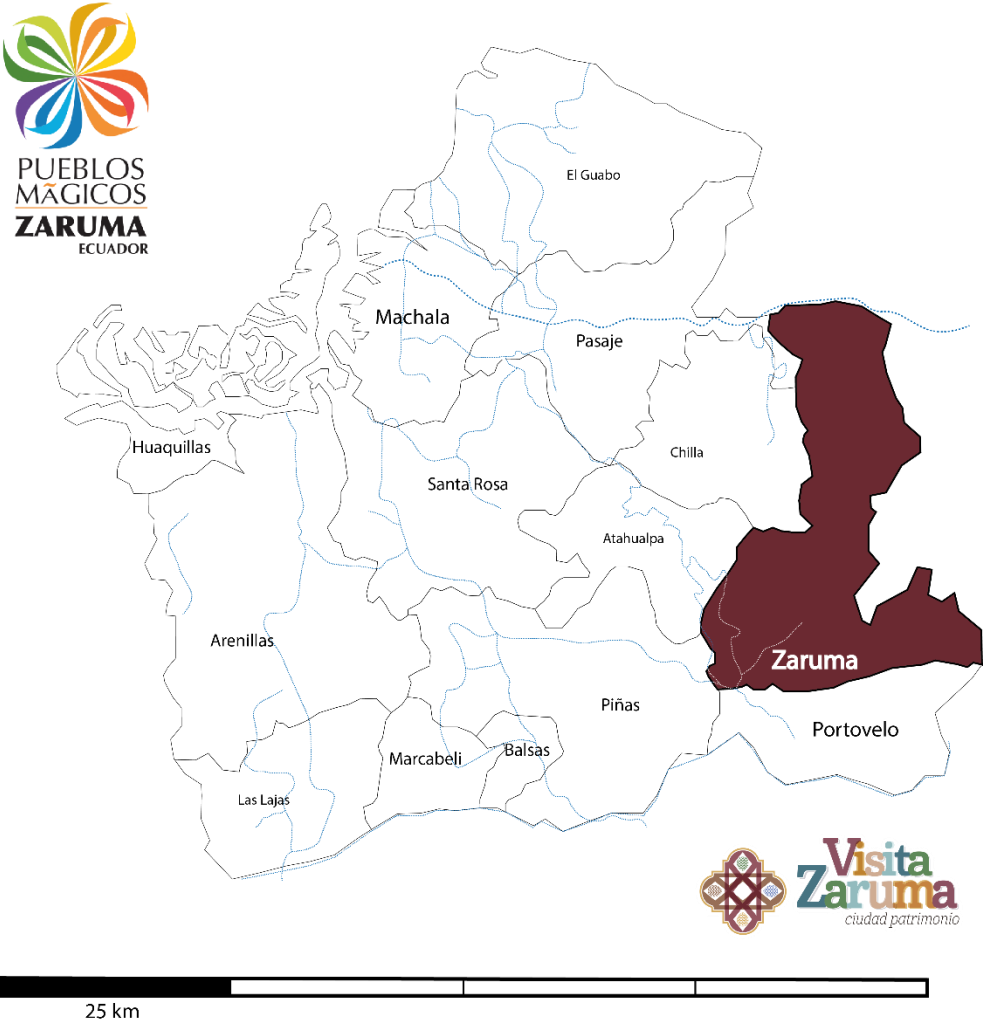 PUEBLOS
MÃGICOS
ZARUMA
ECUADOR
El Guabo
Machala
Pasaje
Huaquillas
Chilla
Santa Rosa
Atahualpa
Arenillas
Zaruma
Piñas
Portovelo
Marcabeli
Balsas
Las Lajas
Visita
Zaruma
ciudad patrimonio
25 km